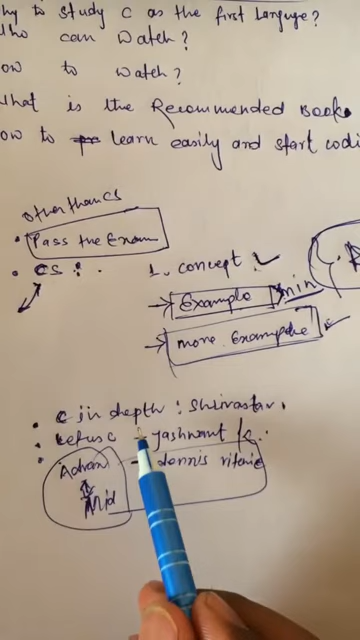 hy to study C as the first languge?
ho can watch?
ow to watch?
hat is the Recommended Book
ow to learn easily and start codi
other than cs
• Pass the Exam
• CS :
1. concept
→ Example min
→ more Example
• C in depth : Shrivastav.
• Let us C - Yashwant K.
• Advan - dennis ritchie
Mid